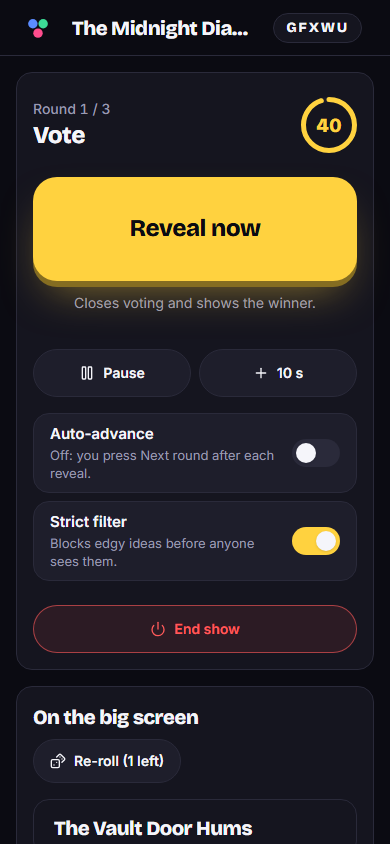 The Midnight Dia...
GFXWU
Round 1 / 3
Vote
40
Reveal now
Closes voting and shows the winner.
Pause
+ 10 s
Auto-advance
Off: you press Next round after each
reveal.
Strict filter
Blocks edgy ideas before anyone
sees them.
End show
On the big screen
Re-roll (1 left)
The Vault Door Hums